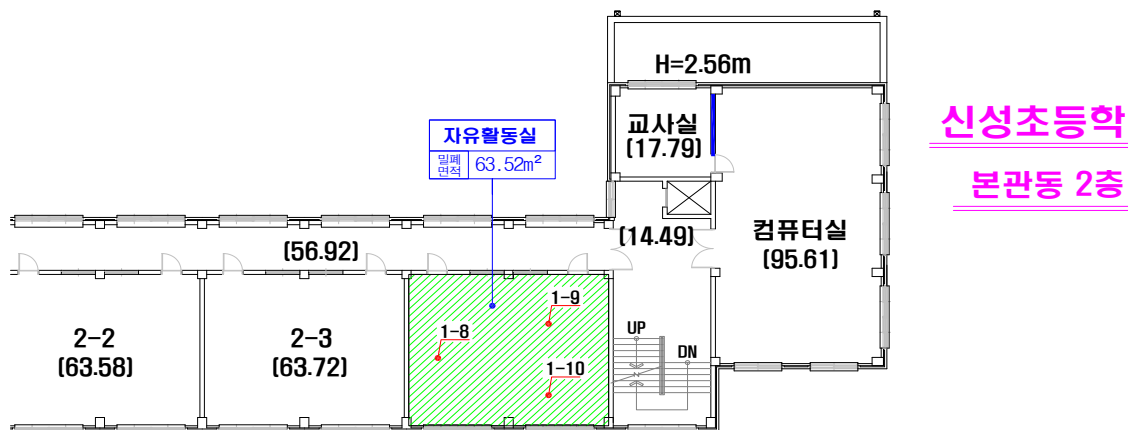 H=2.56m
신성초등학
본관동 2층
자유활동실
밀폐
면적
63.52m²
교사실
(17.79)
컴퓨터실
(95.61)
(14.49)
(56.92)
2-2
(63.58)
2-3
(63.72)
1-8
1-9
1-10
UP
DN